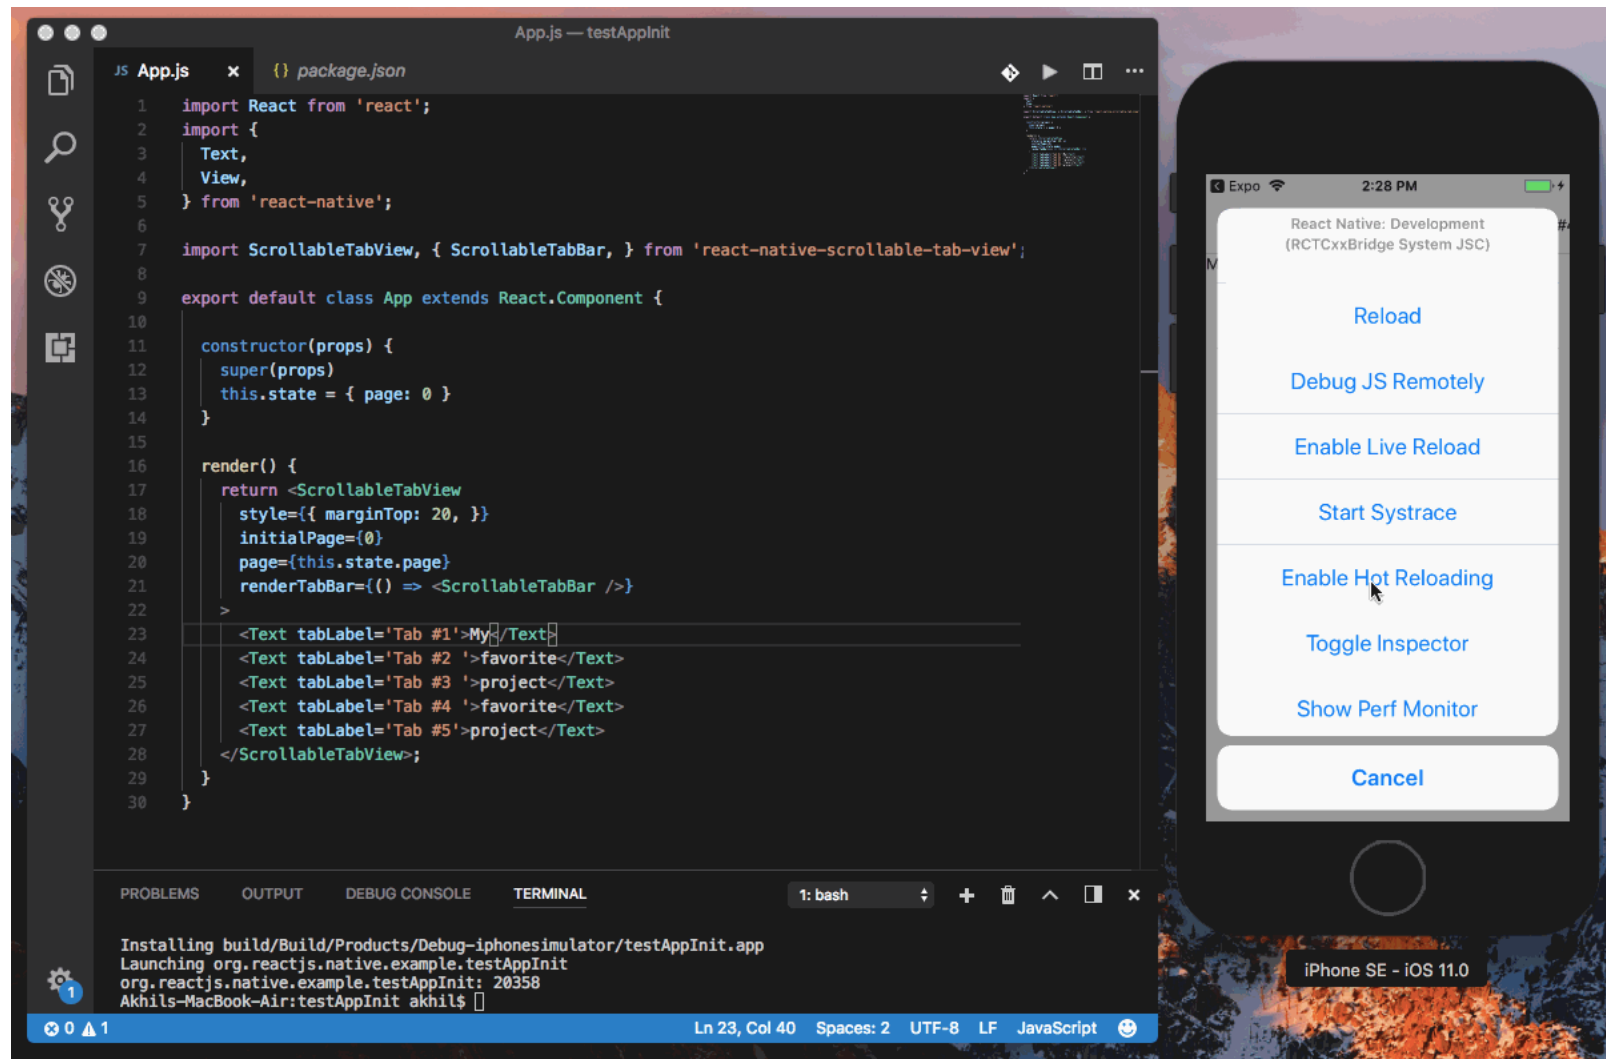 App.js — testAppInit
JS App.js × {} package.json
1 import React from 'react';
2 import {
3 Text,
4 View,
5 } from 'react-native';
6
7 import ScrollableTabView, { ScrollableTabBar, } from 'react-native-scrollable-tab-view';
8
9 export default class App extends React.Component {
10
11 constructor(props) {
12 super(props)
13 this.state = { page: 0 }
14 }
15
16 render() {
17 return <ScrollableTabView
18 style={{ marginTop: 20, }}
19 initialPage={0}
20 page={this.state.page}
21 renderTabBar={() => <ScrollableTabBar />}
22 >
23 <Text tabLabel='Tab #1'>My</Text>
24 <Text tabLabel='Tab #2 '>favorite</Text>
25 <Text tabLabel='Tab #3 '>project</Text>
26 <Text tabLabel='Tab #4 '>favorite</Text>
27 <Text tabLabel='Tab #5'>project</Text>
28 </ScrollableTabView>;
29 }
30 }
PROBLEMS OUTPUT DEBUG CONSOLE TERMINAL 1: bash
Installing build/Build/Products/Debug-iphonesimulator/testAppInit.app
Launching org.reactjs.native.example.testAppInit
org.reactjs.native.example.testAppInit: 20358
Akhils-MacBook-Air:testAppInit akhil$
1
0 1 Ln 23, Col 40 Spaces: 2 UTF-8 LF JavaScript
Expo 2:28 PM
React Native: Development
(RCTCxxBridge System JSC)
M
Reload
Debug JS Remotely
Enable Live Reload
Start Systrace
Enable Hot Reloading
Toggle Inspector
Show Perf Monitor
Cancel
iPhone SE - iOS 11.0